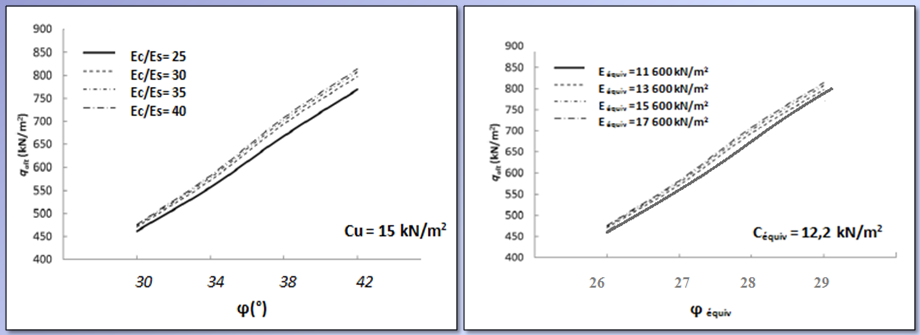 900
850
800
750
700
650
600
550
500
450
400
qult (kN/m²)
Ec/Es= 25
Ec/Es= 30
Ec/Es= 35
Ec/Es= 40
Cu = 15 kN/m²
30 34 38 42
φ(°)
900
850
800
750
700
650
600
550
500
450
400
qult (kN/m²)
E équiv =11 600 kN/m²
E équiv =13 600 kN/m²
E équiv =15 600 kN/m²
E équiv =17 600 kN/m²
Céquiv = 12,2 kN/m²
26 27 28 29
φ équiv